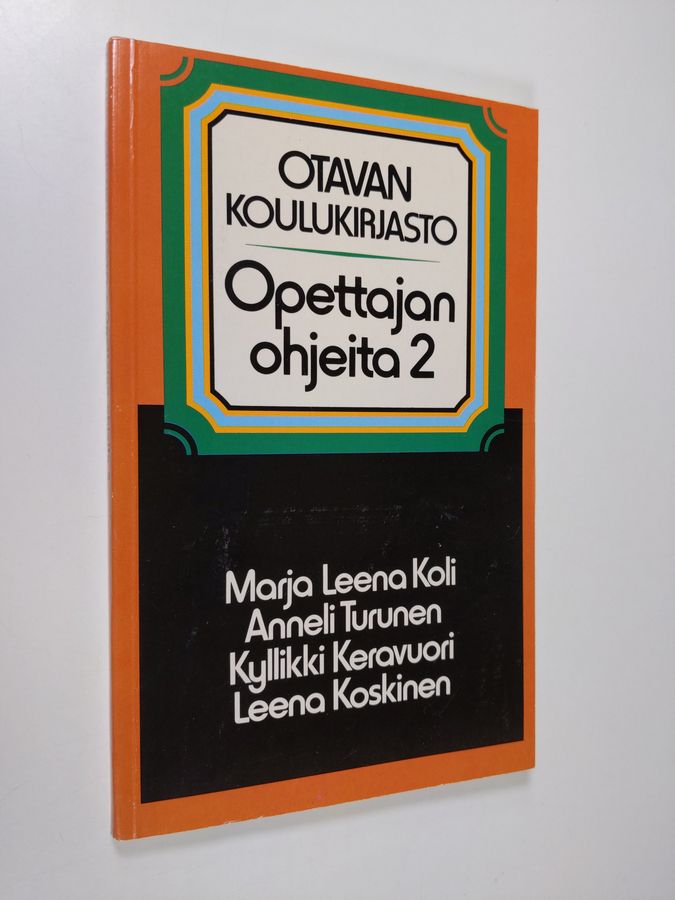 OTAVAN
KOULUKIRJASTO
Opettajan
ohjeita 2
Marja Leena Koli
Anneli Turunen
Kyllikki Keravuori
Leena Koskinen